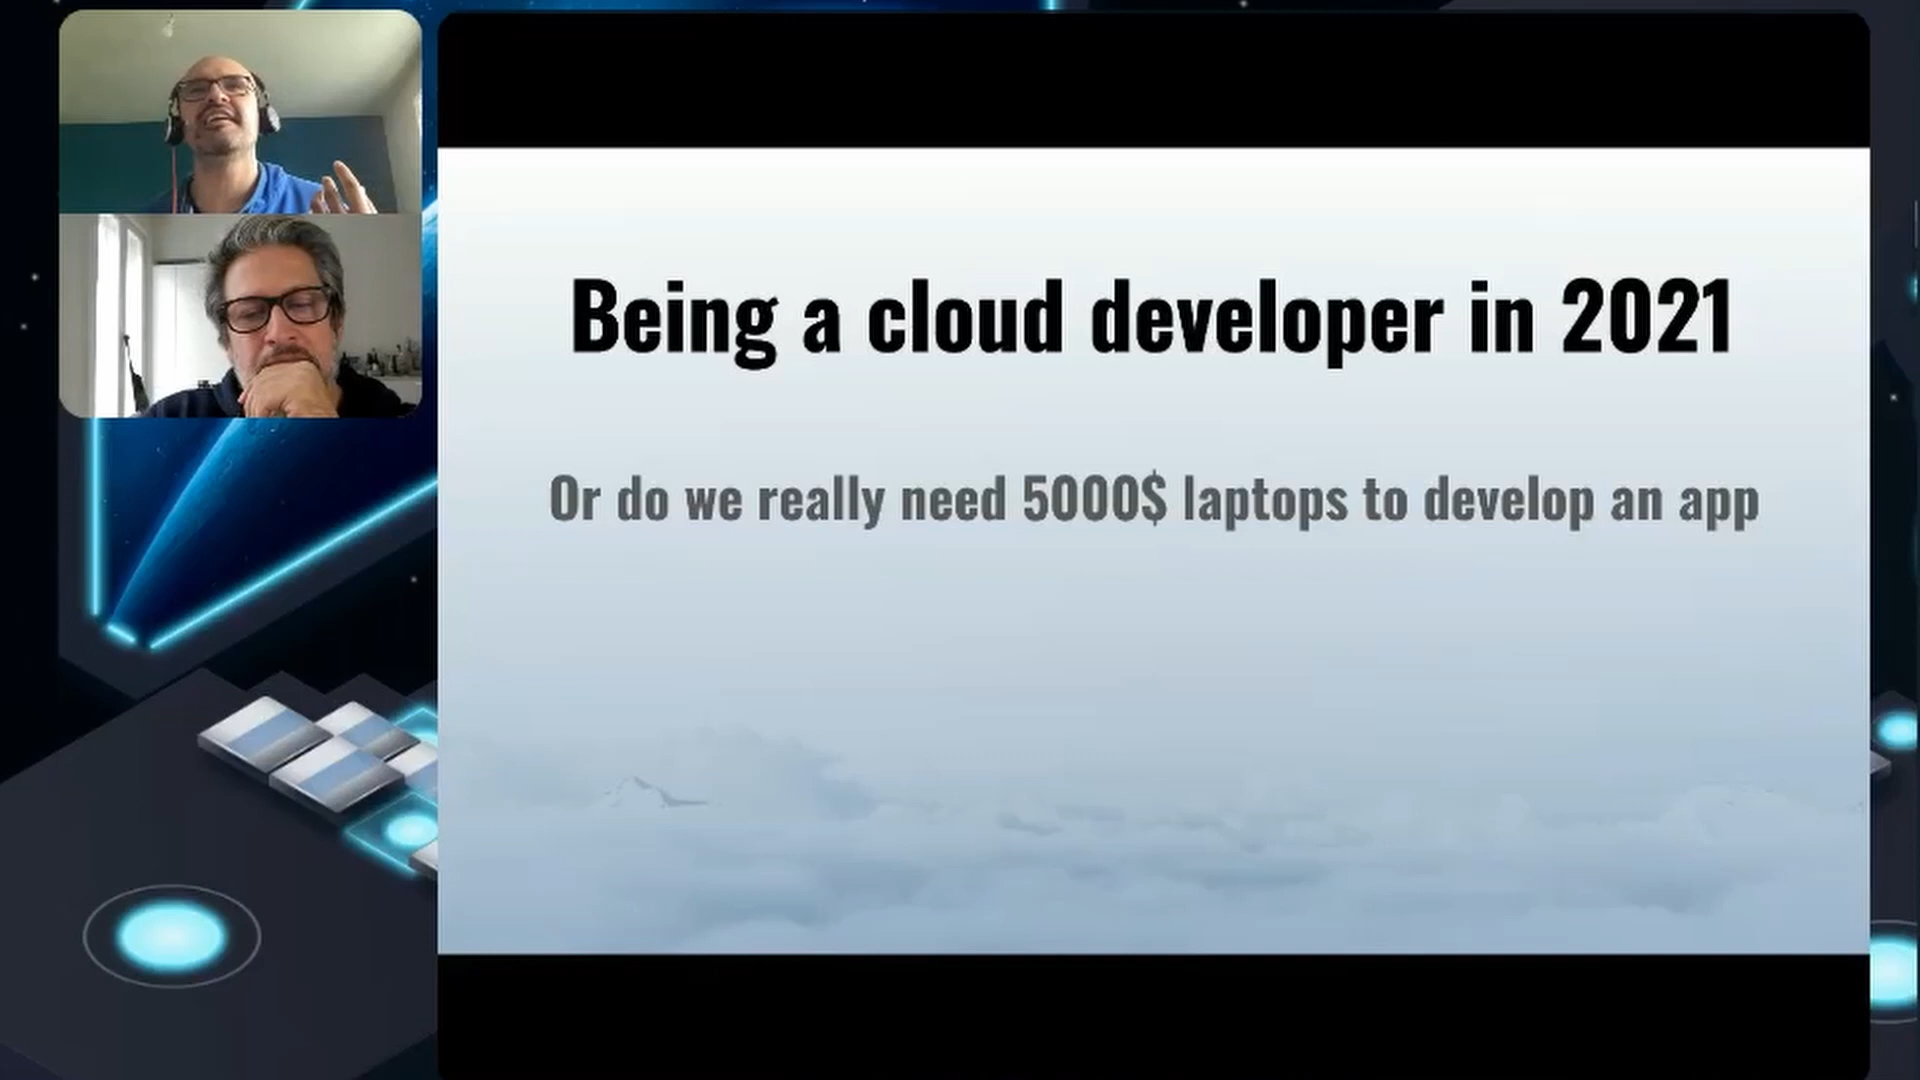 Being a cloud developer in 2021
Or do we really need 5000$ laptops to develop an app